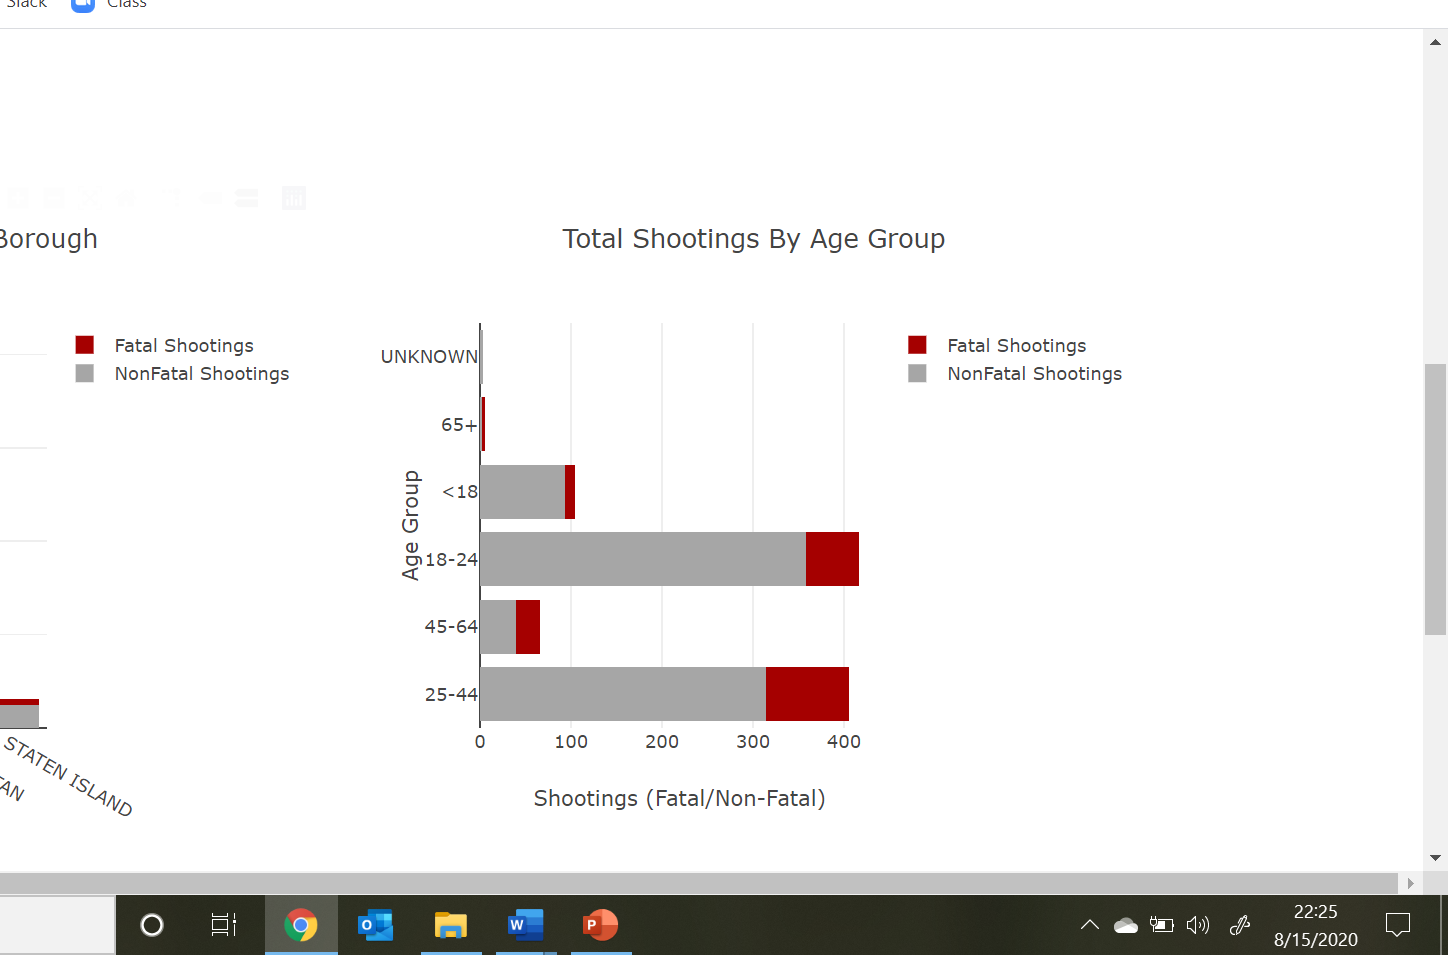 Slack Class
Borough
Total Shootings By Age Group
Fatal Shootings
NonFatal Shootings
STATEN ISLAND
Fatal Shootings
NonFatal Shootings
UNKNOWN
65+
<18
18-24
45-64
25-44
Age Group
0 100 200 300 400
Shootings (Fatal/Non-Fatal)
22:25
8/15/2020